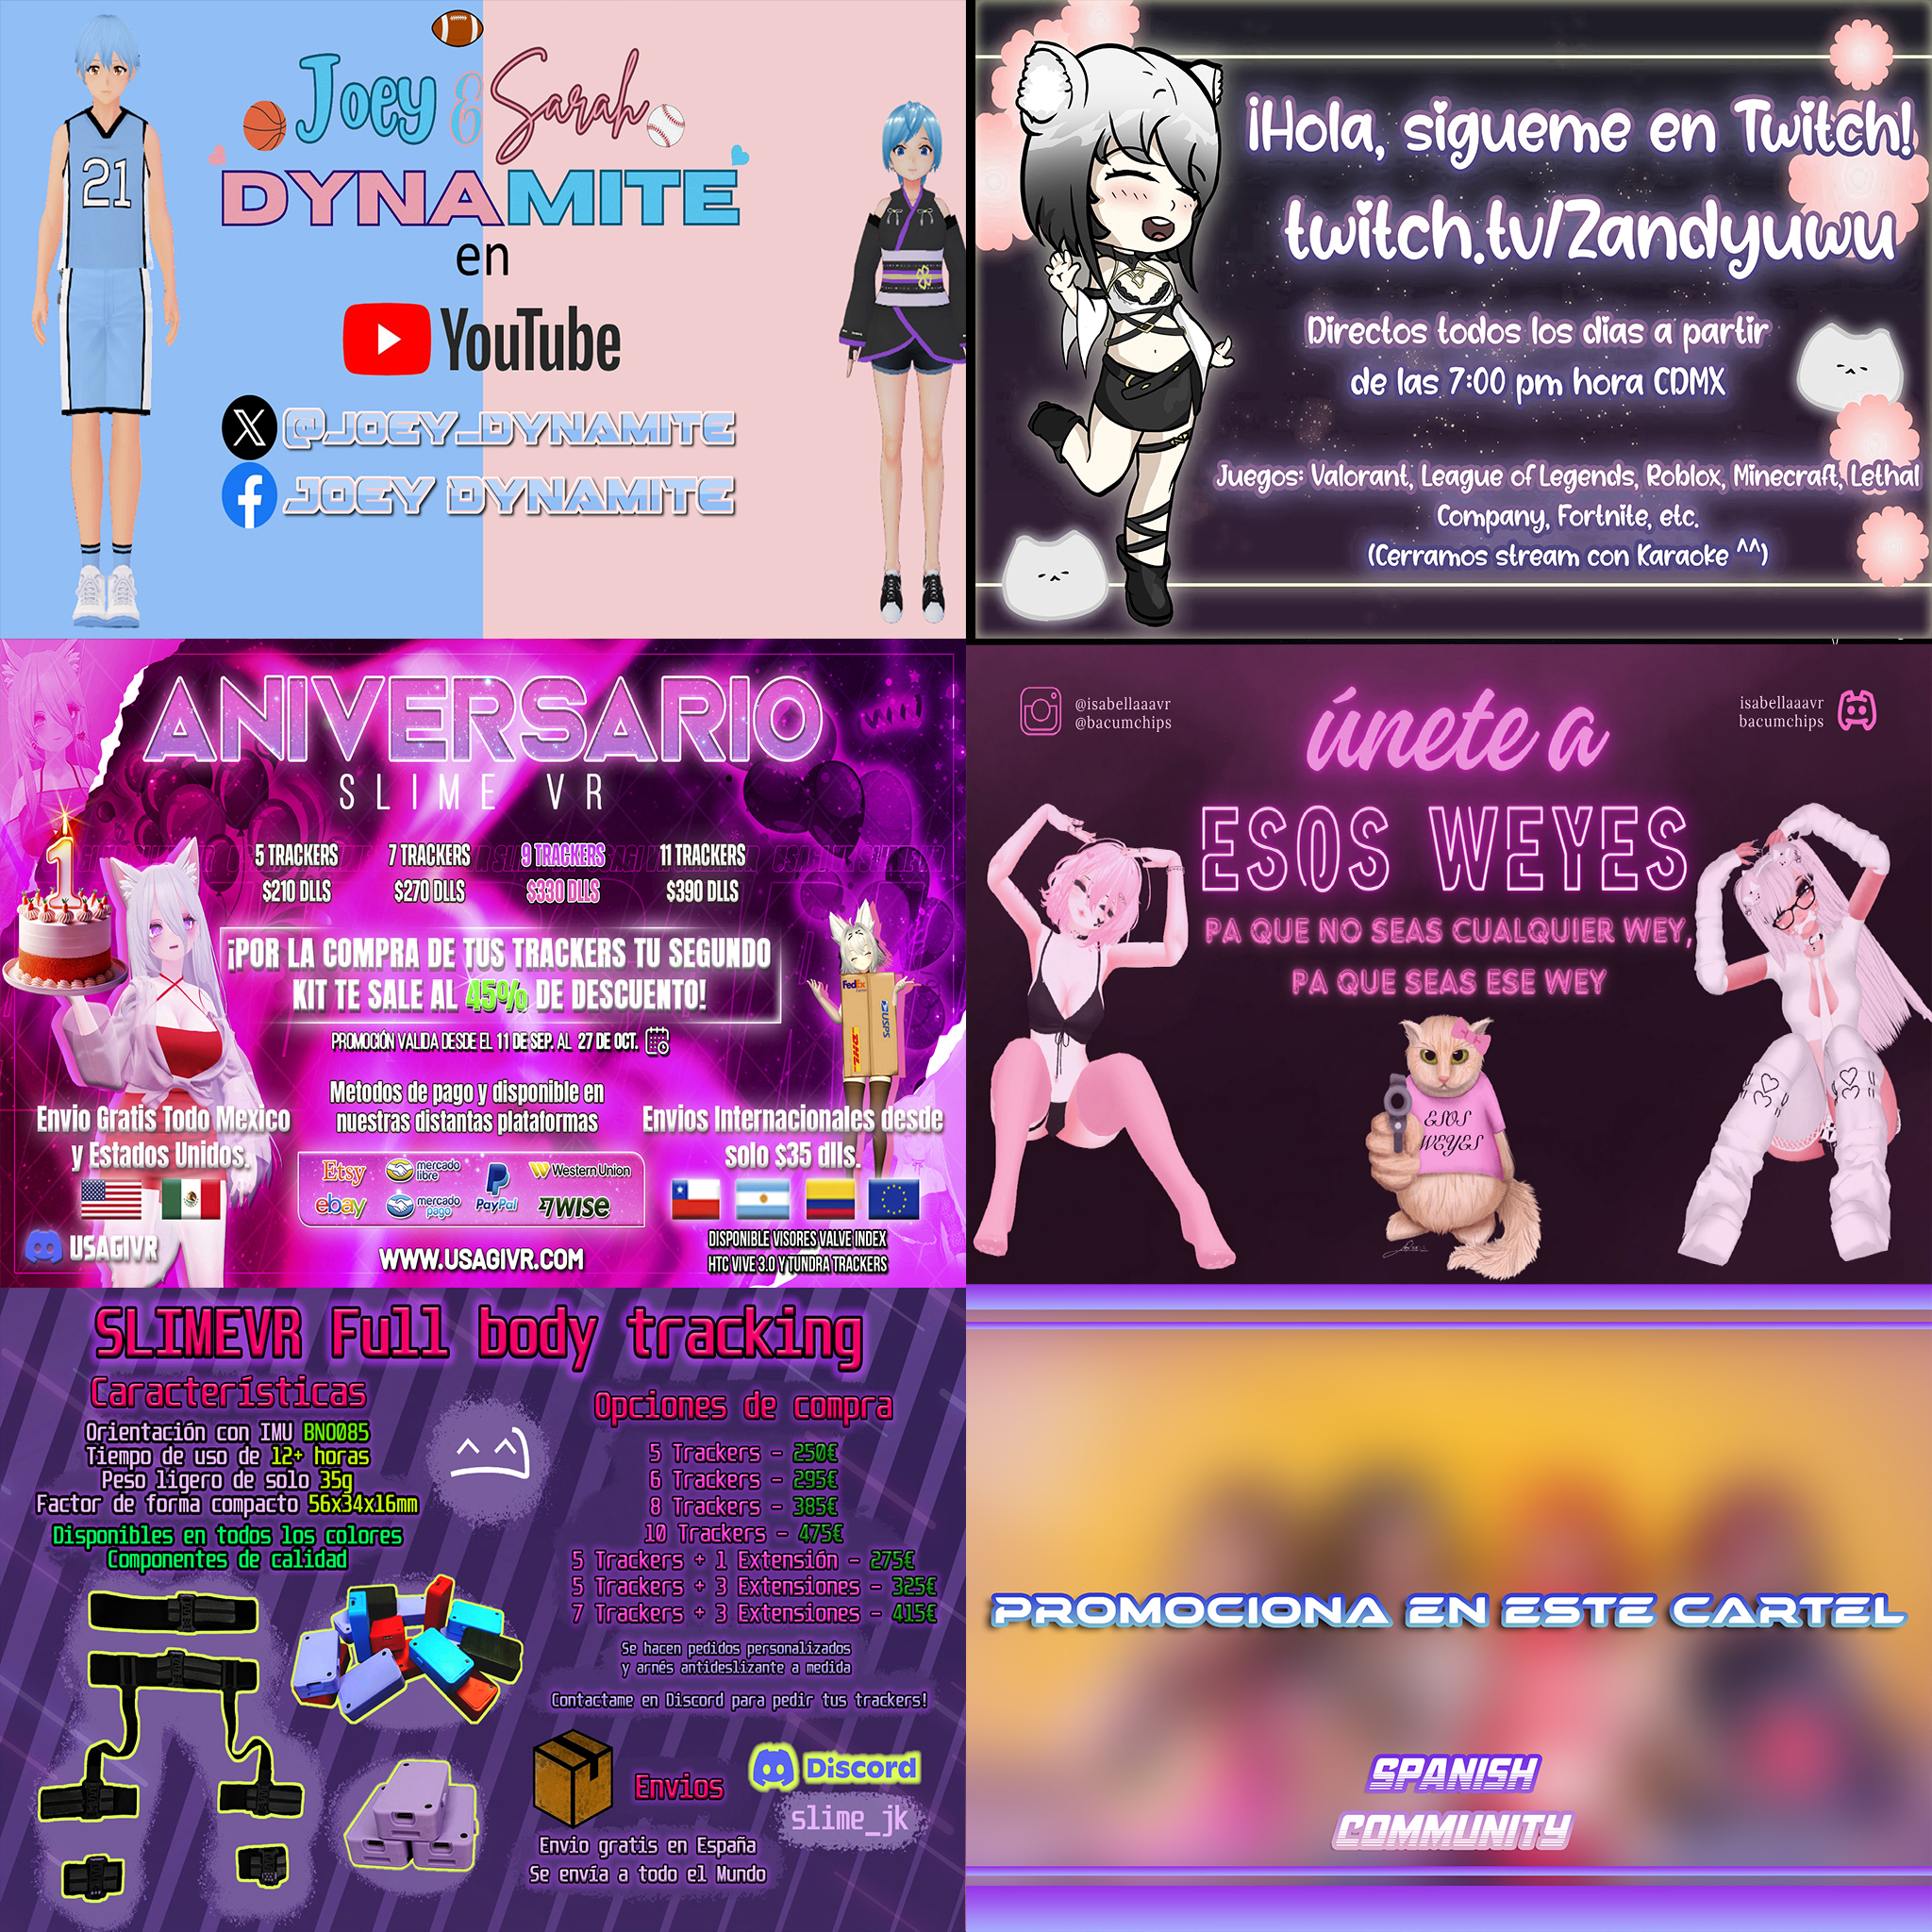 Joey & Sarah
DYNAMITE
en
YouTube
@JOEY_DYNAMITE
JOEY DYNAMITE
21
¡Hola, sigueme en Twitch!
twitch.tv/Zandyuwu
Directos todos los dias a partir
de las 7:00 pm hora CDMX
Juegos: Valorant, League of Legends, Roblox, Minecraft, Lethal
Company, Fortnite, etc.
(Cerramos stream con Karaoke ^^)
ANIVERSARIO
SLIME VR
5 TRACKERS 7 TRACKERS 9 TRACKERS 11 TRACKERS
$210 DLLS $270 DLLS $330 DLLS $390 DLLS
¡POR LA COMPRA DE TUS TRACKERS TU SEGUNDO
KIT TE SALE AL 45% DE DESCUENTO!
PROMOCIÓN VALIDA DESDE EL 11 DE SEP. AL 27 DE OCT.
1
FedEx
USPS
DHL
Metodos de pago y disponible en
nuestras distantas plataformas
Envio Gratis Todo Mexico
y Estados Unidos.
Envios Internacionales desde
solo $35 dlls.
Etsy mercado libre PayPal Western Union
ebay mercado pago 7WISE
USAGIVR
WWW.USAGIVR.COM
DISPONIBLE VISORES VALVE INDEX
HTC VIVE 3.0 Y TUNDRA TRACKERS
@isabellaaavr
@bacumchips
isabellaaavr
bacumchips
únete a
ESOS WEYES
PA QUE NO SEAS CUALQUIER WEY,
PA QUE SEAS ESE WEY
ESOS
WEYES
SLIMEVR Full body tracking
Características
Orientación con IMU BNO085
Tiempo de uso de 12+ horas
Peso ligero de solo 35g
Factor de forma compacto 56x34x16mm
Disponibles en todos los colores
Componentes de calidad
Opciones de compra
5 Trackers - 250€
6 Trackers - 295€
8 Trackers - 385€
10 Trackers - 475€
5 Trackers + 1 Extensión - 275€
5 Trackers + 3 Extensiones - 325€
7 Trackers + 3 Extensiones - 415€
Se hacen pedidos personalizados
y arnés antideslizante a medida
Contactame en Discord para pedir tus trackers!
Envios
Discord
slime_jk
Envio gratis en España
Se envía a todo el Mundo
PROMOCIONA EN ESTE CARTEL
SPANISH
COMMUNITY